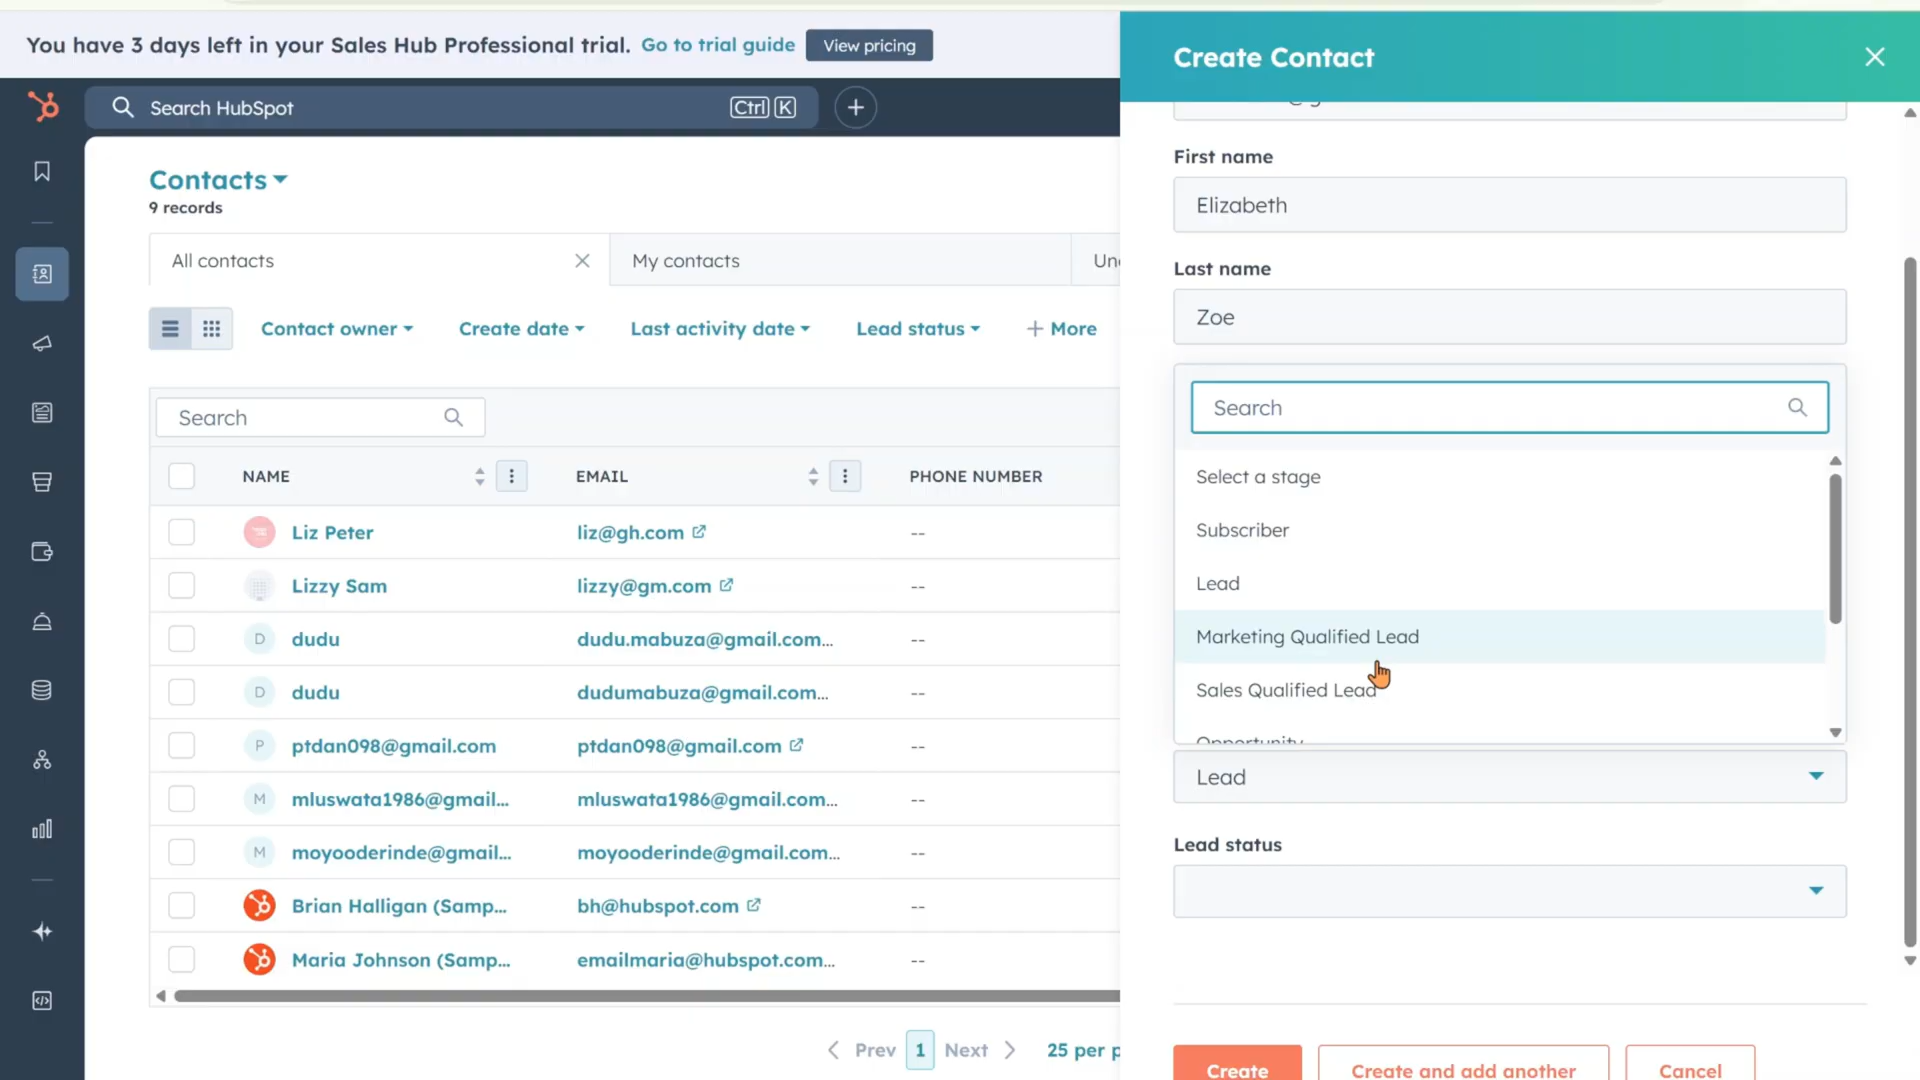 You have 3 days left in your Sales Hub Professional trial. Go to trial guide View pricing
Search HubSpot Ctrl K
Contacts
9 records
All contacts My contacts
Contact owner Create date Last activity date Lead status + More
Search
NAME EMAIL PHONE NUMBER
Liz Peter liz@gh.com --
Lizzy Sam lizzy@gm.com --
D dudu dudu.mabuza@gmail.com... --
D dudu dudumabuza@gmail.com... --
P ptdan098@gmail.com ptdan098@gmail.com --
M mluswata1986@gmail... mluswata1986@gmail.com... --
M moyooderinde@gmail... moyooderinde@gmail.com... --
Brian Halligan (Samp... bh@hubspot.com --
Maria Johnson (Samp... emailmaria@hubspot.com... --
Prev 1 Next 25 per p
Create Contact
First name
Elizabeth
Last name
Zoe
Search
Select a stage
Subscriber
Lead
Marketing Qualified Lead
Sales Qualified Lead
Opportunity
Lead
Lead status
Create Create and add another Cancel